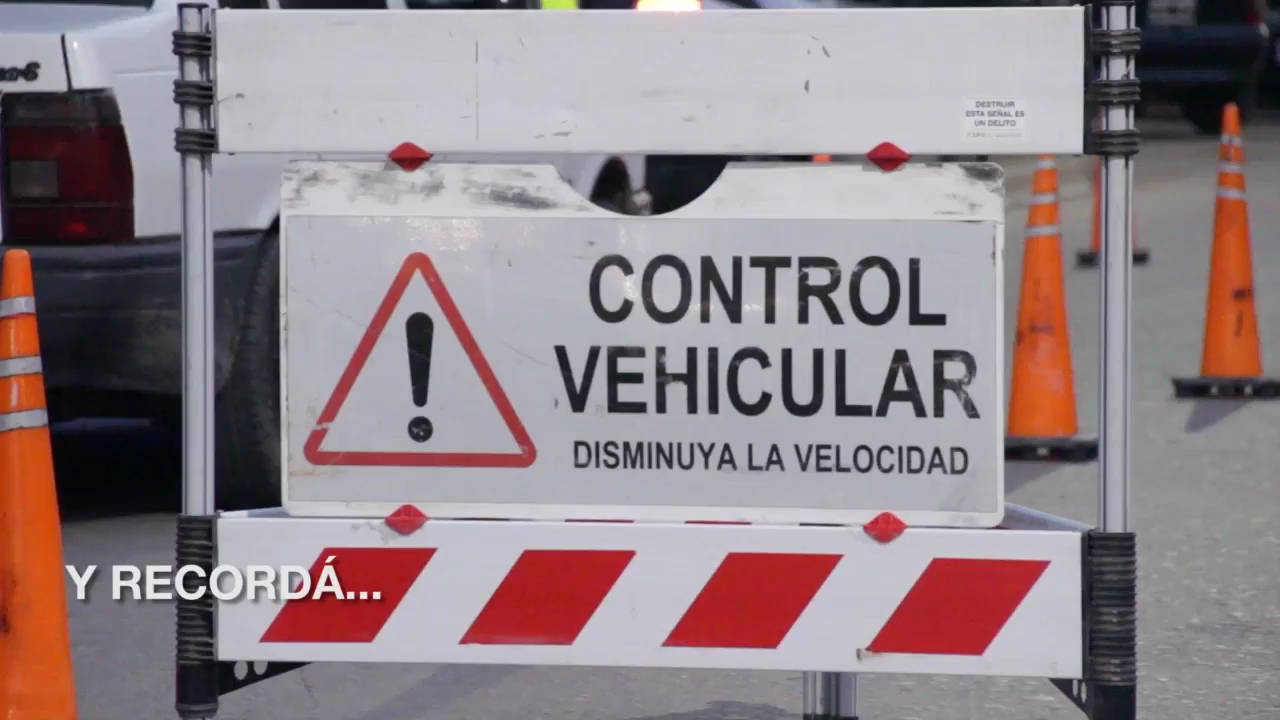 DESTRUIR
ESTA SEÑAL ES
UN DELITO
CONTROL
VEHICULAR
DISMINUYA LA VELOCIDAD
Y RECORDÁ...